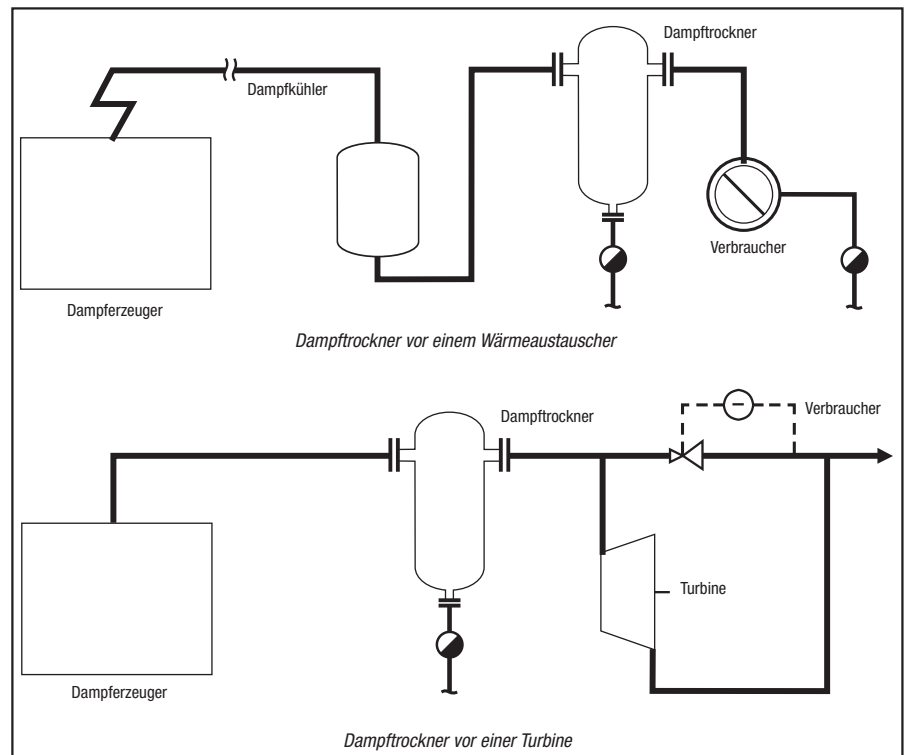 Dampftrockner
Dampfkühler
Verbraucher
Dampferzeuger
Dampftrockner vor einem Wärmeaustauscher
Dampftrockner
Verbraucher
Turbine
Dampferzeuger
Dampftrockner vor einer Turbine